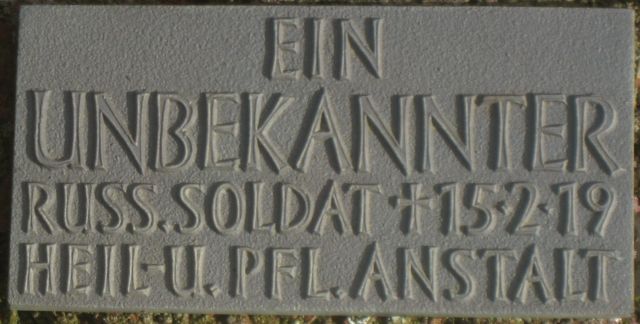 EIN
UNBEKANNTER
RUSS. SOLDAT † 15·2·19
HEIL-U. PFL. ANSTALT